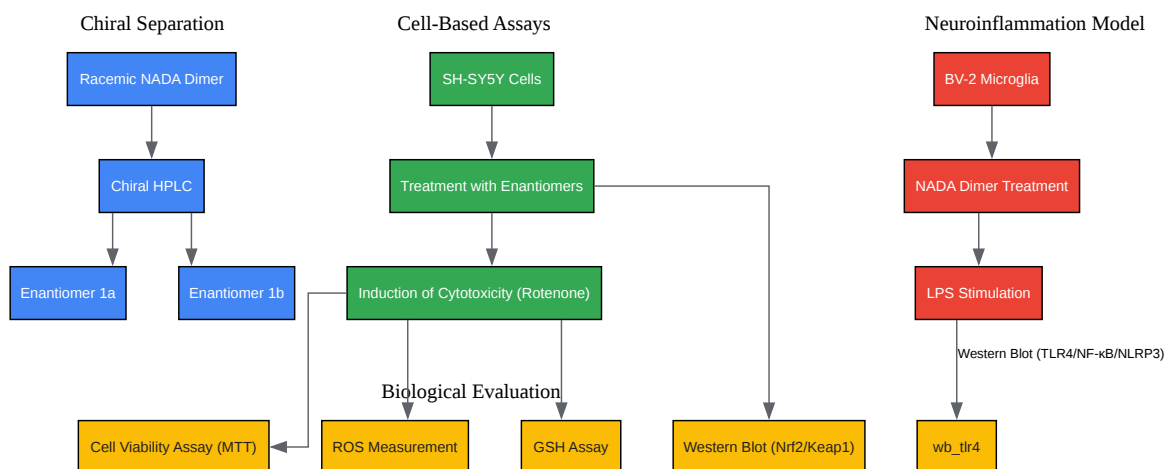 Chiral Separation
Cell-Based Assays
Neuroinflammation Model
Racemic NADA Dimer
SH-SY5Y Cells
BV-2 Microglia
Chiral HPLC
Treatment with Enantiomers
NADA Dimer Treatment
Enantiomer 1a
Enantiomer 1b
Induction of Cytotoxicity (Rotenone)
LPS Stimulation
Western Blot (TLR4/NF-κB/NLRP3)
Biological Evaluation
Cell Viability Assay (MTT)
ROS Measurement
GSH Assay
Western Blot (Nrf2/Keap1)
wb_tlr4